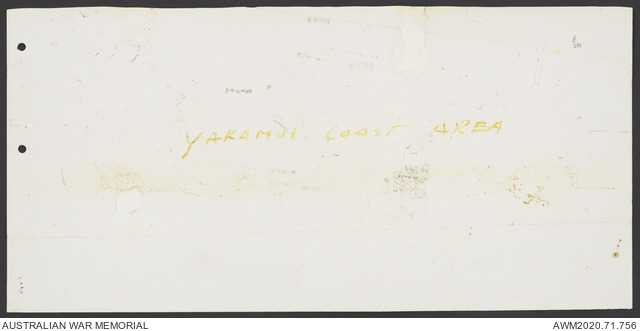 YAKAMUL COAST AREA
AUSTRALIAN WAR MEMORIAL
AWM2020.71.756